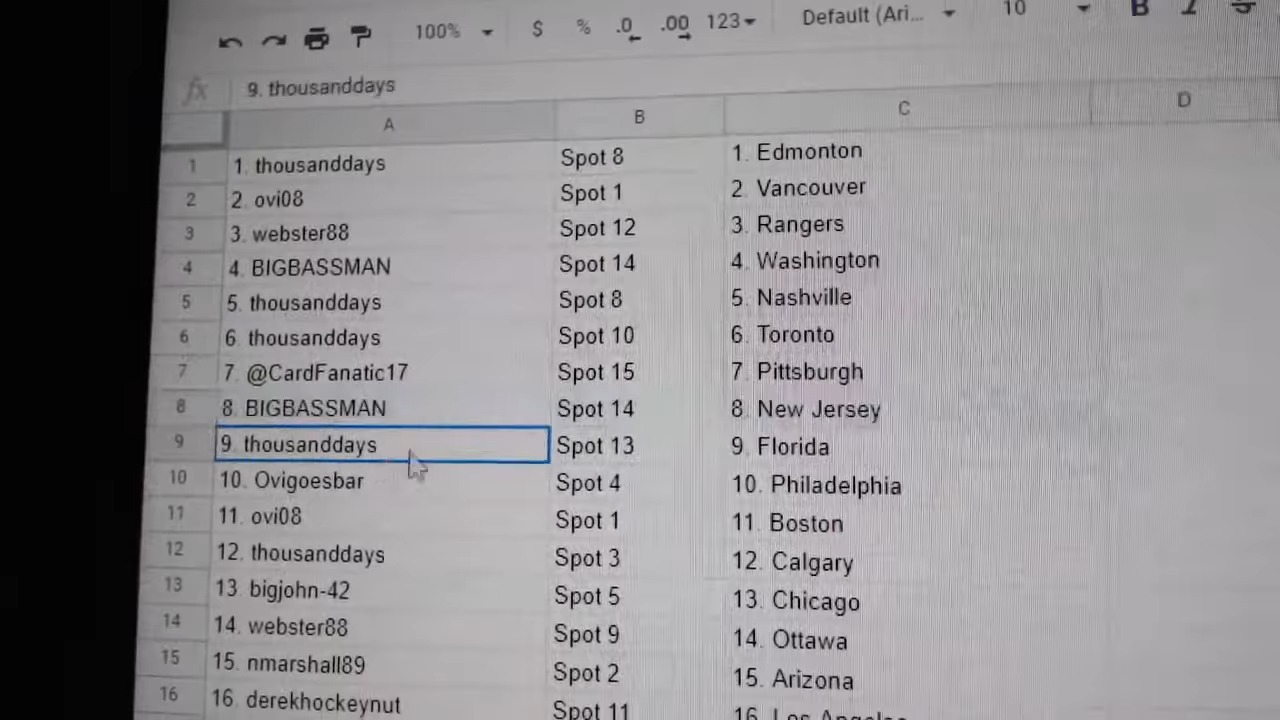 100% $ % .0 .00 123 Default (Ari... 10 B I S
fx 9. thousanddays
A B C D
1 1. thousanddays Spot 8 1. Edmonton
2 2. ovi08 Spot 1 2. Vancouver
3 3. webster88 Spot 12 3. Rangers
4 4. BIGBASSMAN Spot 14 4. Washington
5 5. thousanddays Spot 8 5. Nashville
6 6. thousanddays Spot 10 6. Toronto
7 7. @CardFanatic17 Spot 15 7. Pittsburgh
8 8. BIGBASSMAN Spot 14 8. New Jersey
9 9. thousanddays Spot 13 9. Florida
10 10. Ovigoesbar Spot 4 10. Philadelphia
11 11. ovi08 Spot 1 11. Boston
12 12. thousanddays Spot 3 12. Calgary
13 13. bigjohn-42 Spot 5 13. Chicago
14 14. webster88 Spot 9 14. Ottawa
15 15. nmarshall89 Spot 2 15. Arizona
16 16. derekhockeynut Spot 11 16. Los Angeles